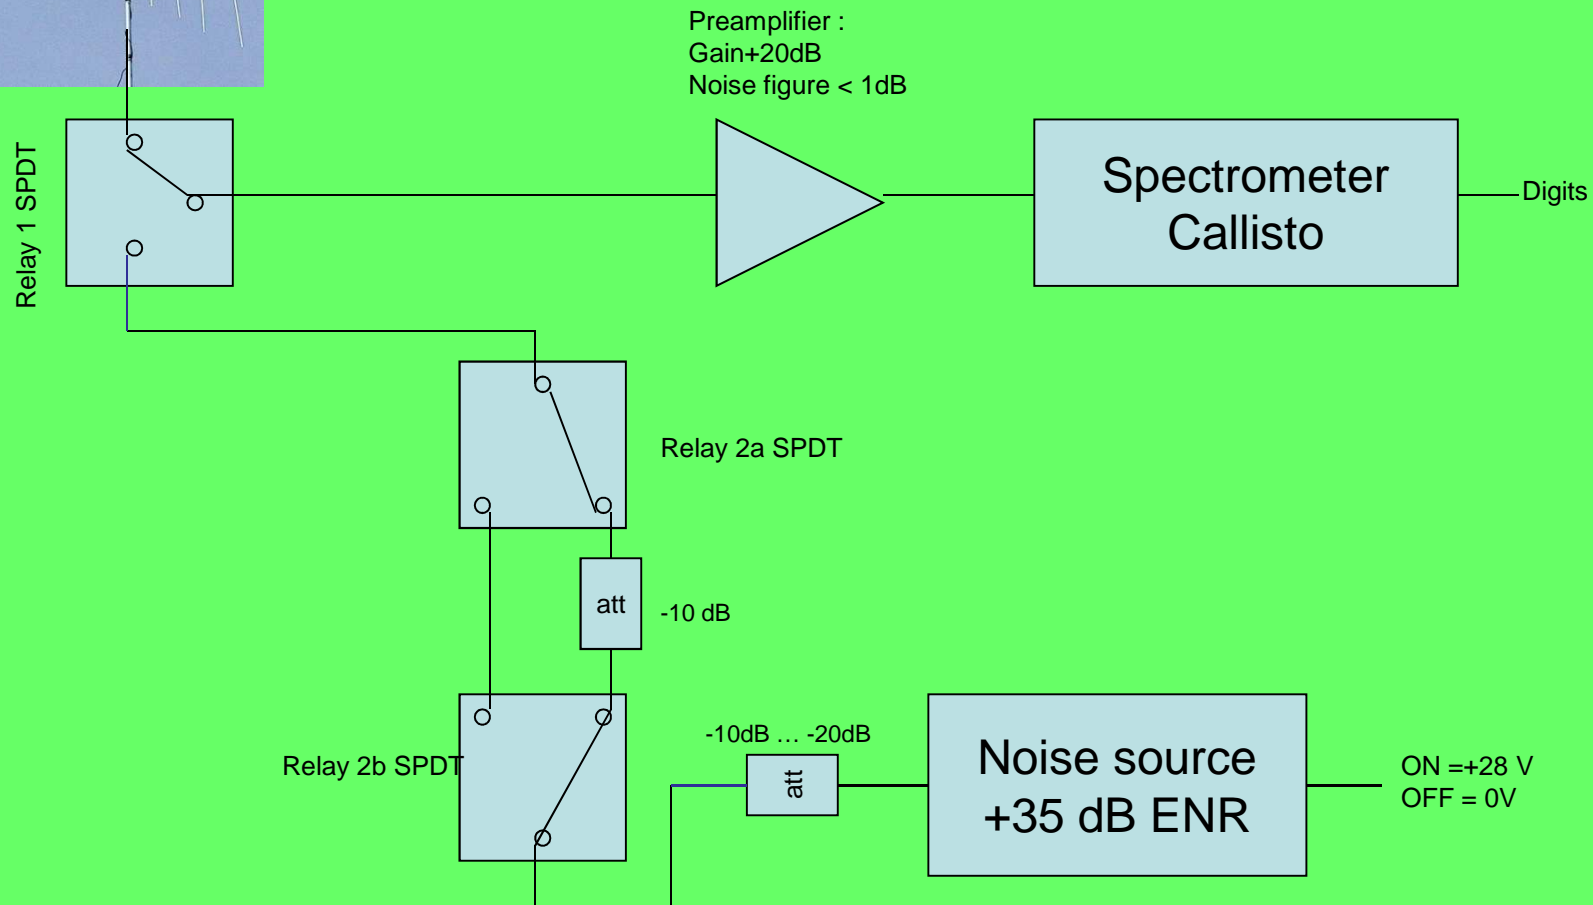 Preamplifier :
Gain+20dB
Noise figure < 1dB
Relay 1 SPDT
Spectrometer
Callisto
Digits
Relay 2a SPDT
att
-10 dB
Relay 2b SPDT
-10dB … -20dB
att
Noise source
+35 dB ENR
ON =+28 V
OFF = 0V